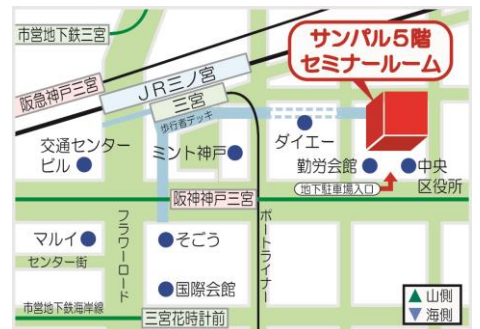 市営地下鉄三宮
サンパル5階
セミナールーム
阪急神戸三宮
JR三ノ宮
三宮
歩行者デッキ
交通センター
ビル
ミント神戸
ダイエー
勤労会館
中央
区役所
地下駐車場入口
阪神神戸三宮
マルイ
センター街
フラワーロード
そごう
国際会館
ポートライナー
市営地下鉄海岸線
三宮花時計前
▲山側
▼海側